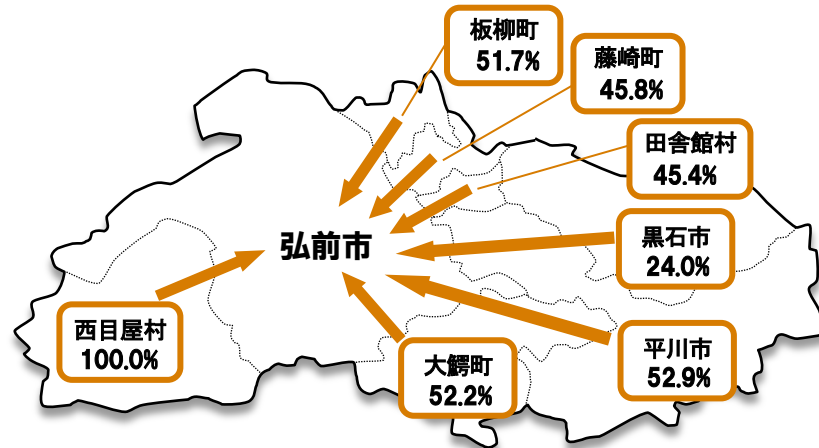 板柳町
51.7%
藤崎町
45.8%
田舎館村
45.4%
弘前市
黒石市
24.0%
西目屋村
100.0%
大鰐町
52.2%
平川市
52.9%